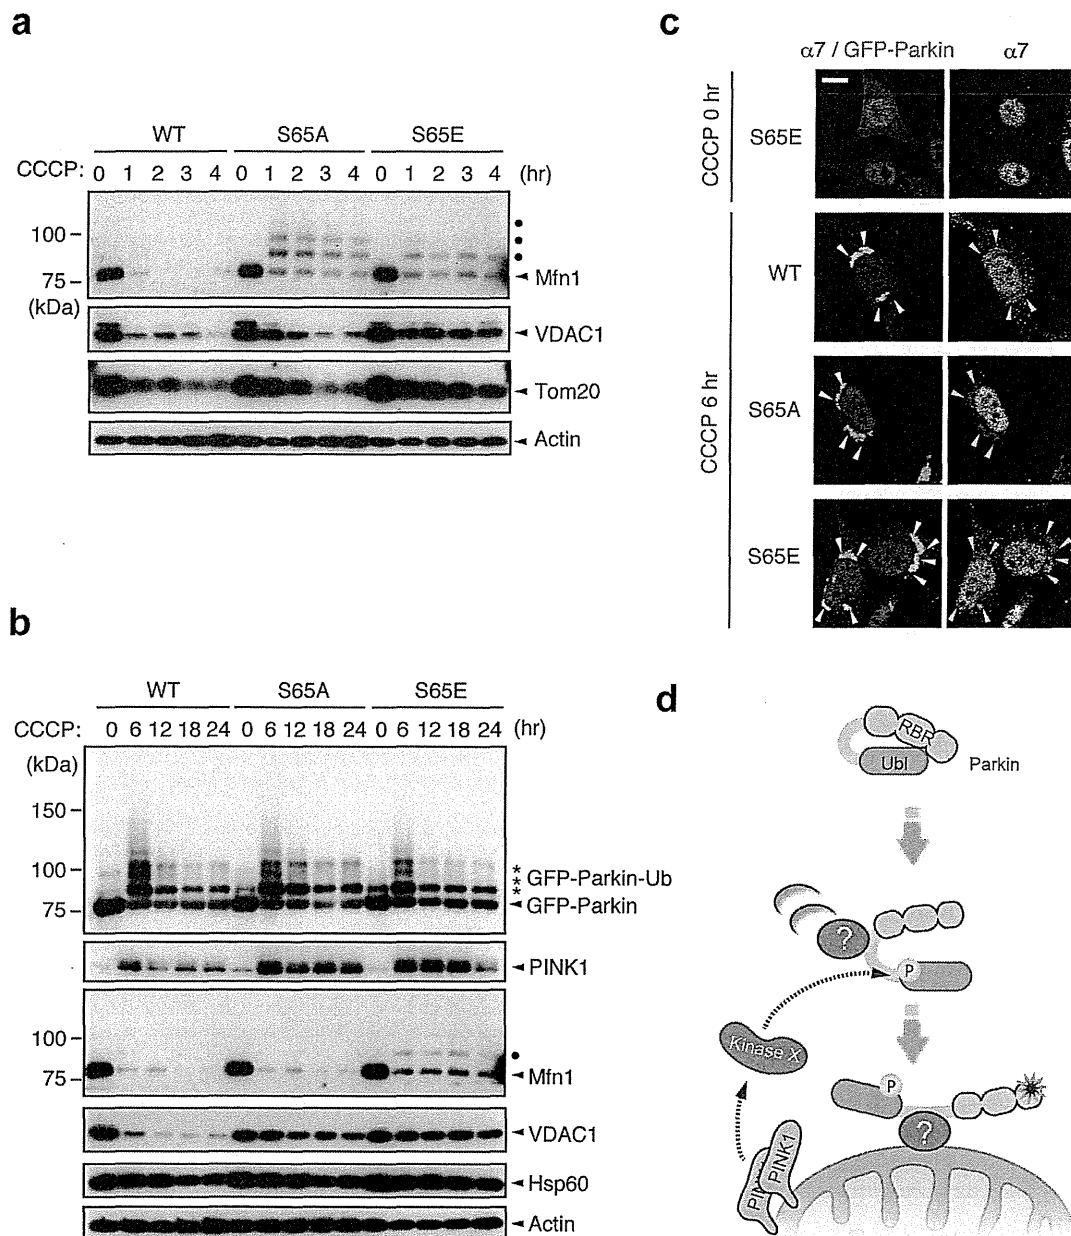 a
WT S65A S65E
CCCP: 0 1 2 3 4 0 1 2 3 4 0 1 2 3 4 (hr)
100
75
(kDa)
Mfn1
VDAC1
Tom20
Actin
b
WT S65A S65E
CCCP: 0 6 12 18 24 0 6 12 18 24 0 6 12 18 24 (hr)
(kDa)
150
100
75
* GFP-Parkin-Ub
*
*
GFP-Parkin
PINK1
100
75
Mfn1
VDAC1
Hsp60
Actin
c
α7 / GFP-Parkin α7
CCCP 0 hr
S65E
CCCP 6 hr
WT
S65A
S65E
d
RBR
Ubl
Parkin
?
P
Kinase X
P
?
PINK1
PINK1